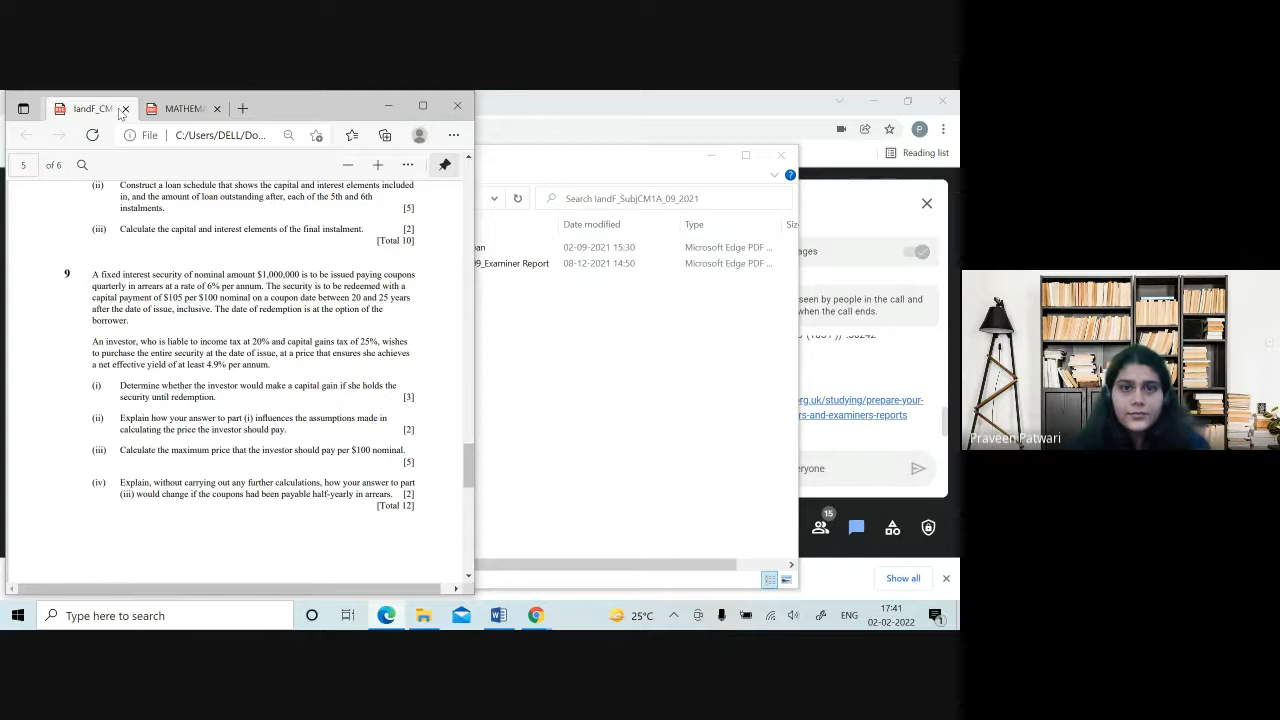 IandF_CM
MATHEMA
File
C:/Users/DELL/Do...
5
of 6
(ii) Construct a loan schedule that shows the capital and interest elements included
in, and the amount of loan outstanding after, each of the 5th and 6th
instalments. [5]
(iii) Calculate the capital and interest elements of the final instalment. [2]
[Total 10]
9 A fixed interest security of nominal amount $1,000,000 is to be issued paying coupons
quarterly in arrears at a rate of 6% per annum. The security is to be redeemed with a
capital payment of $105 per $100 nominal on a coupon date between 20 and 25 years
after the date of issue, inclusive. The date of redemption is at the option of the
borrower.
An investor, who is liable to income tax at 20% and capital gains tax of 25%, wishes
to purchase the entire security at the date of issue, at a price that ensures she achieves
a net effective yield of at least 4.9% per annum.
(i) Determine whether the investor would make a capital gain if she holds the
security until redemption. [3]
(ii) Explain how your answer to part (i) influences the assumptions made in
calculating the price the investor should pay. [2]
(iii) Calculate the maximum price that the investor should pay per $100 nominal.
[5]
(iv) Explain, without carrying out any further calculations, how your answer to part
(iii) would change if the coupons had been payable half-yearly in arrears. [2]
[Total 12]
P
Reading list
Search IandF_SubjCM1A_09_2021
Date modified
Type
Siz
ean
02-09-2021 15:30
Microsoft Edge PDF ...
09_Examiner Report
08-12-2021 14:50
Microsoft Edge PDF ...
ages
seen by people in the call and
when the call ends.
org.uk/studying/prepare-your-
rs-and-examiners-reports
eryone
15
Show all
Type here to search
25°C
ENG
17:41
02-02-2022
1
Praveen Patwari